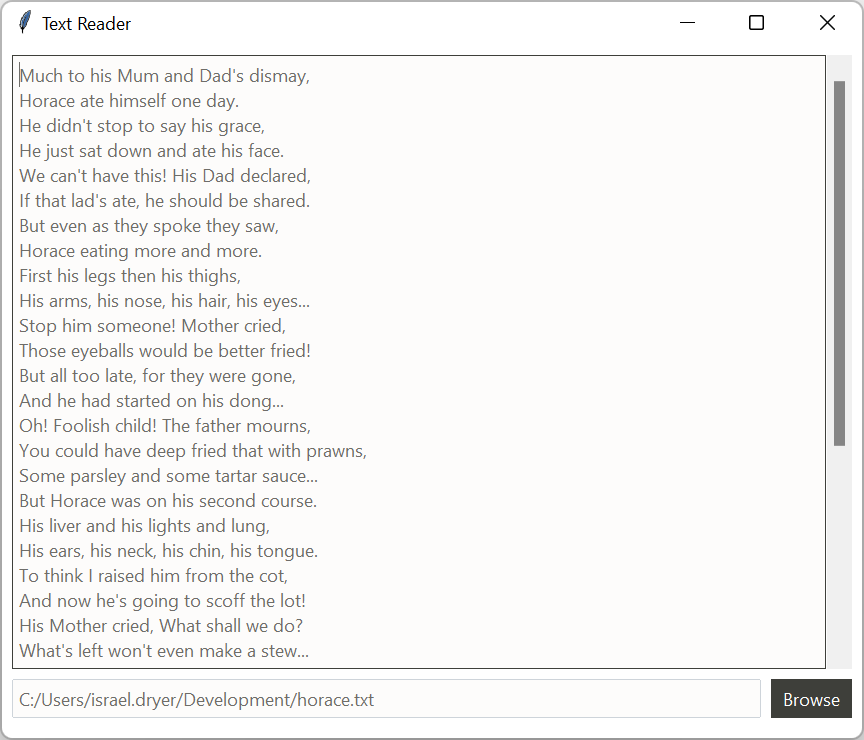 Text Reader
Much to his Mum and Dad's dismay,
Horace ate himself one day.
He didn't stop to say his grace,
He just sat down and ate his face.
We can't have this! His Dad declared,
If that lad's ate, he should be shared.
But even as they spoke they saw,
Horace eating more and more.
First his legs then his thighs,
His arms, his nose, his hair, his eyes...
Stop him someone! Mother cried,
Those eyeballs would be better fried!
But all too late, for they were gone,
And he had started on his dong...
Oh! Foolish child! The father mourns,
You could have deep fried that with prawns,
Some parsley and some tartar sauce...
But Horace was on his second course.
His liver and his lights and lung,
His ears, his neck, his chin, his tongue.
To think I raised him from the cot,
And now he's going to scoff the lot!
His Mother cried, What shall we do?
What's left won't even make a stew...
C:/Users/israel.dryer/Development/horace.txt
Browse